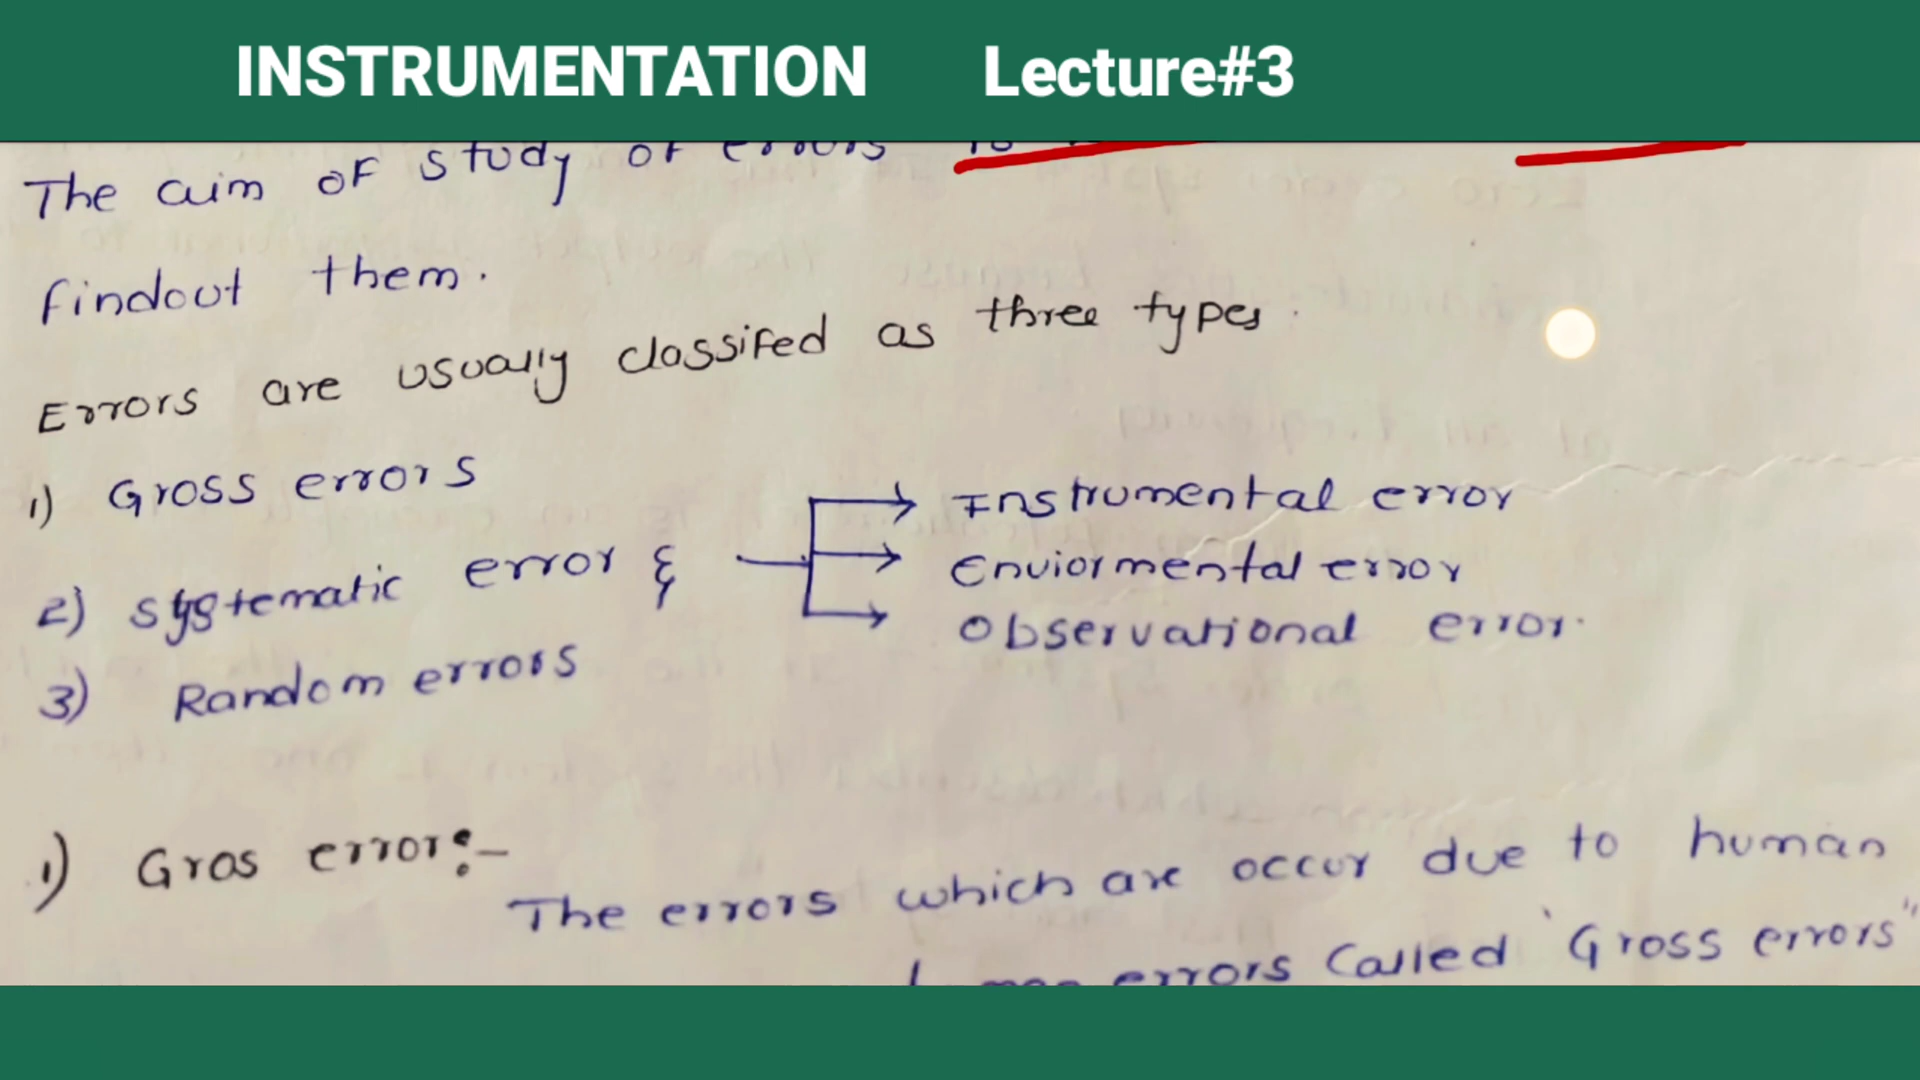 INSTRUMENTATION Lecture#3
The aim of study of errors
findout them.
Errors are usually classifed as three types.
1) Gross errors
2) systematic error &
Instrumental error
Enviormental error
Observational error.
3) Random errors
1) Gros error:-
The errors which are occur due to human
errors Called "Gross errors"